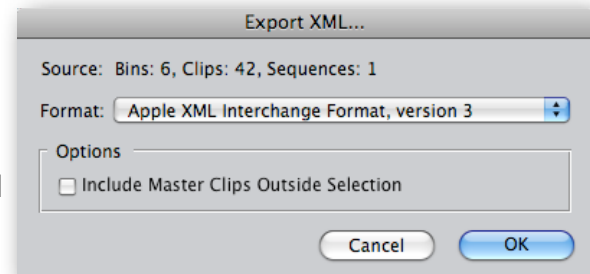 Export XML...
Source: Bins: 6, Clips: 42, Sequences: 1
Format: Apple XML Interchange Format, version 3
Options
Include Master Clips Outside Selection
Cancel OK